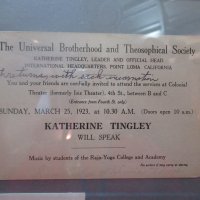 The Universal Brotherhood and Theosophical Society
KATHERINE TINGLEY, LEADER AND OFFICIAL HEAD
INTERNATIONAL HEADQUARTERS, POINT LOMA, CALIFORNIA
You and your friends are cordially invited to attend the services at Colonial
Theater (formerly Isis Theater), 4th St., between B and C
(Entrance from Fourth St. only)
SUNDAY, MARCH 25, 1923, at 10.30 A.M. (Doors open 10 a.m.)
KATHERINE TINGLEY
WILL SPEAK
Music by students of the Raja-Yoga College and Academy